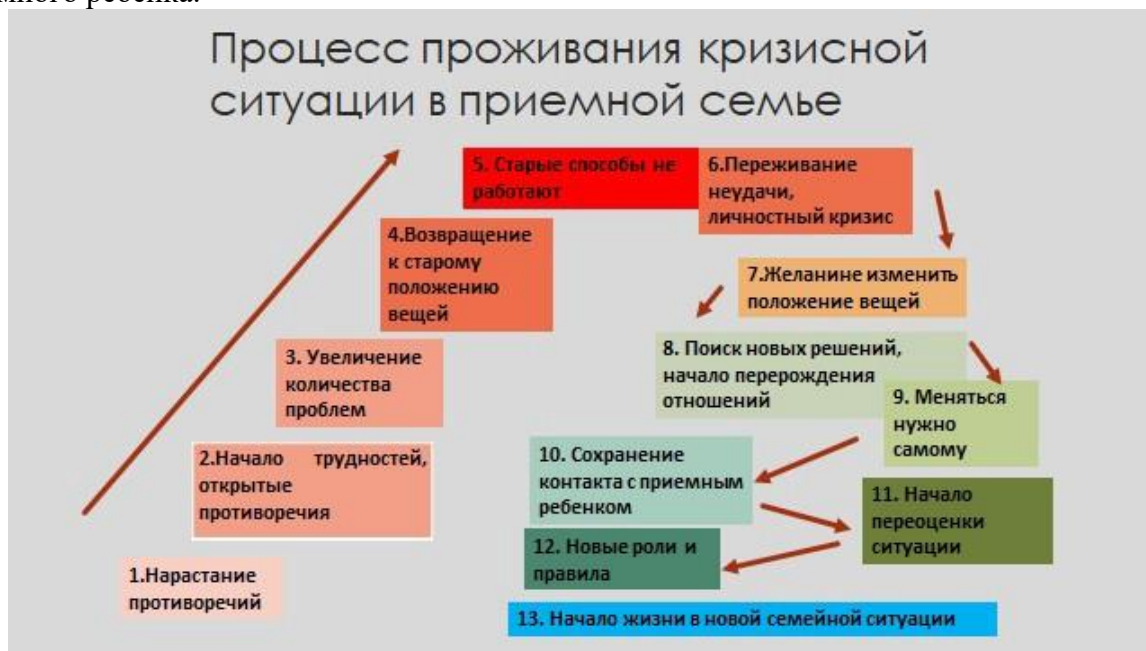 много ребенка.
Процесс проживания кризисной
ситуации в приемной семье
5. Старые способы не
работают
6.Переживание
неудачи,
личностный кризис
4.Возвращение
к старому
положению
вещей
7.Желанине изменить
положение вещей
3. Увеличение
количества
проблем
8. Поиск новых решений,
начало перерождения
отношений
9. Меняться
нужно
самому
2.Начало трудностей,
открытые
противоречия
10. Сохранение
контакта с приемным
ребенком
11. Начало
переоценки
ситуации
12. Новые роли и
правила
1.Нарастание
противоречий
13. Начало жизни в новой семейной ситуации